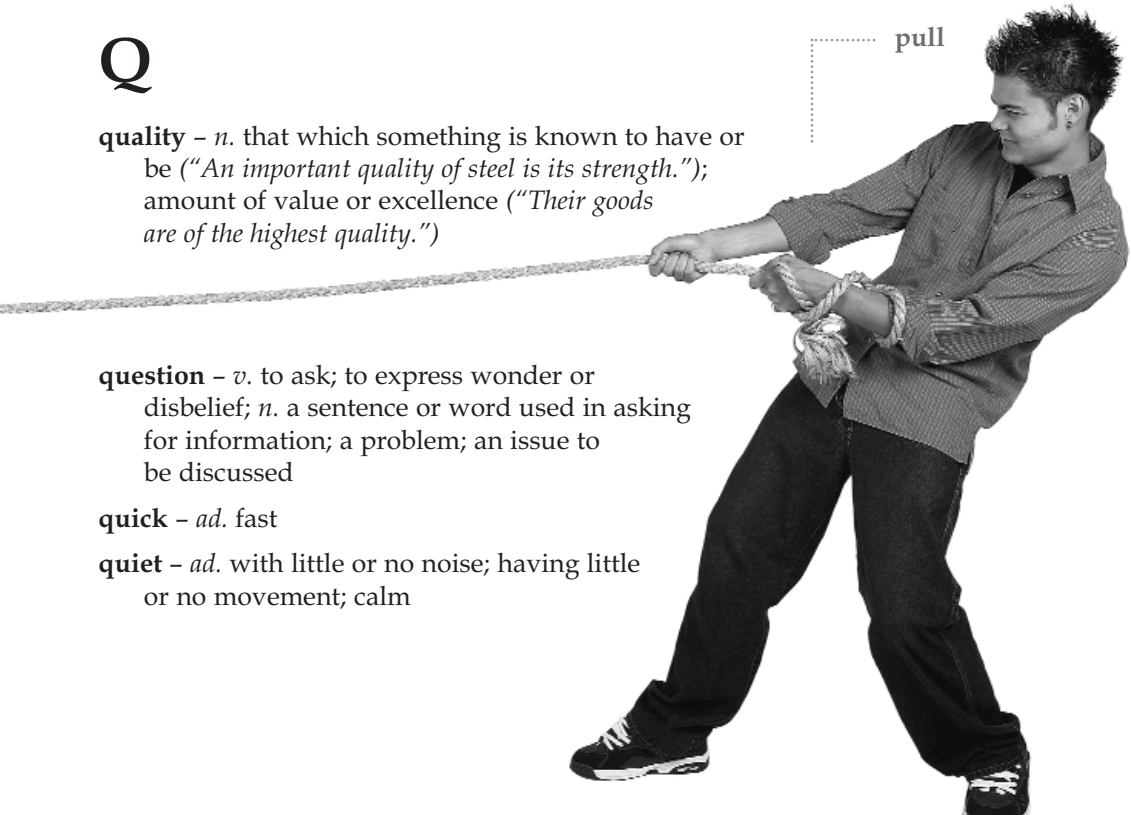 Q
pull
quality – n. that which something is known to have or
be (“An important quality of steel is its strength.”);
amount of value or excellence (“Their goods
are of the highest quality.”)
question – v. to ask; to express wonder or
disbelief; n. a sentence or word used in asking
for information; a problem; an issue to
be discussed
quick – ad. fast
quiet – ad. with little or no noise; having little
or no movement; calm